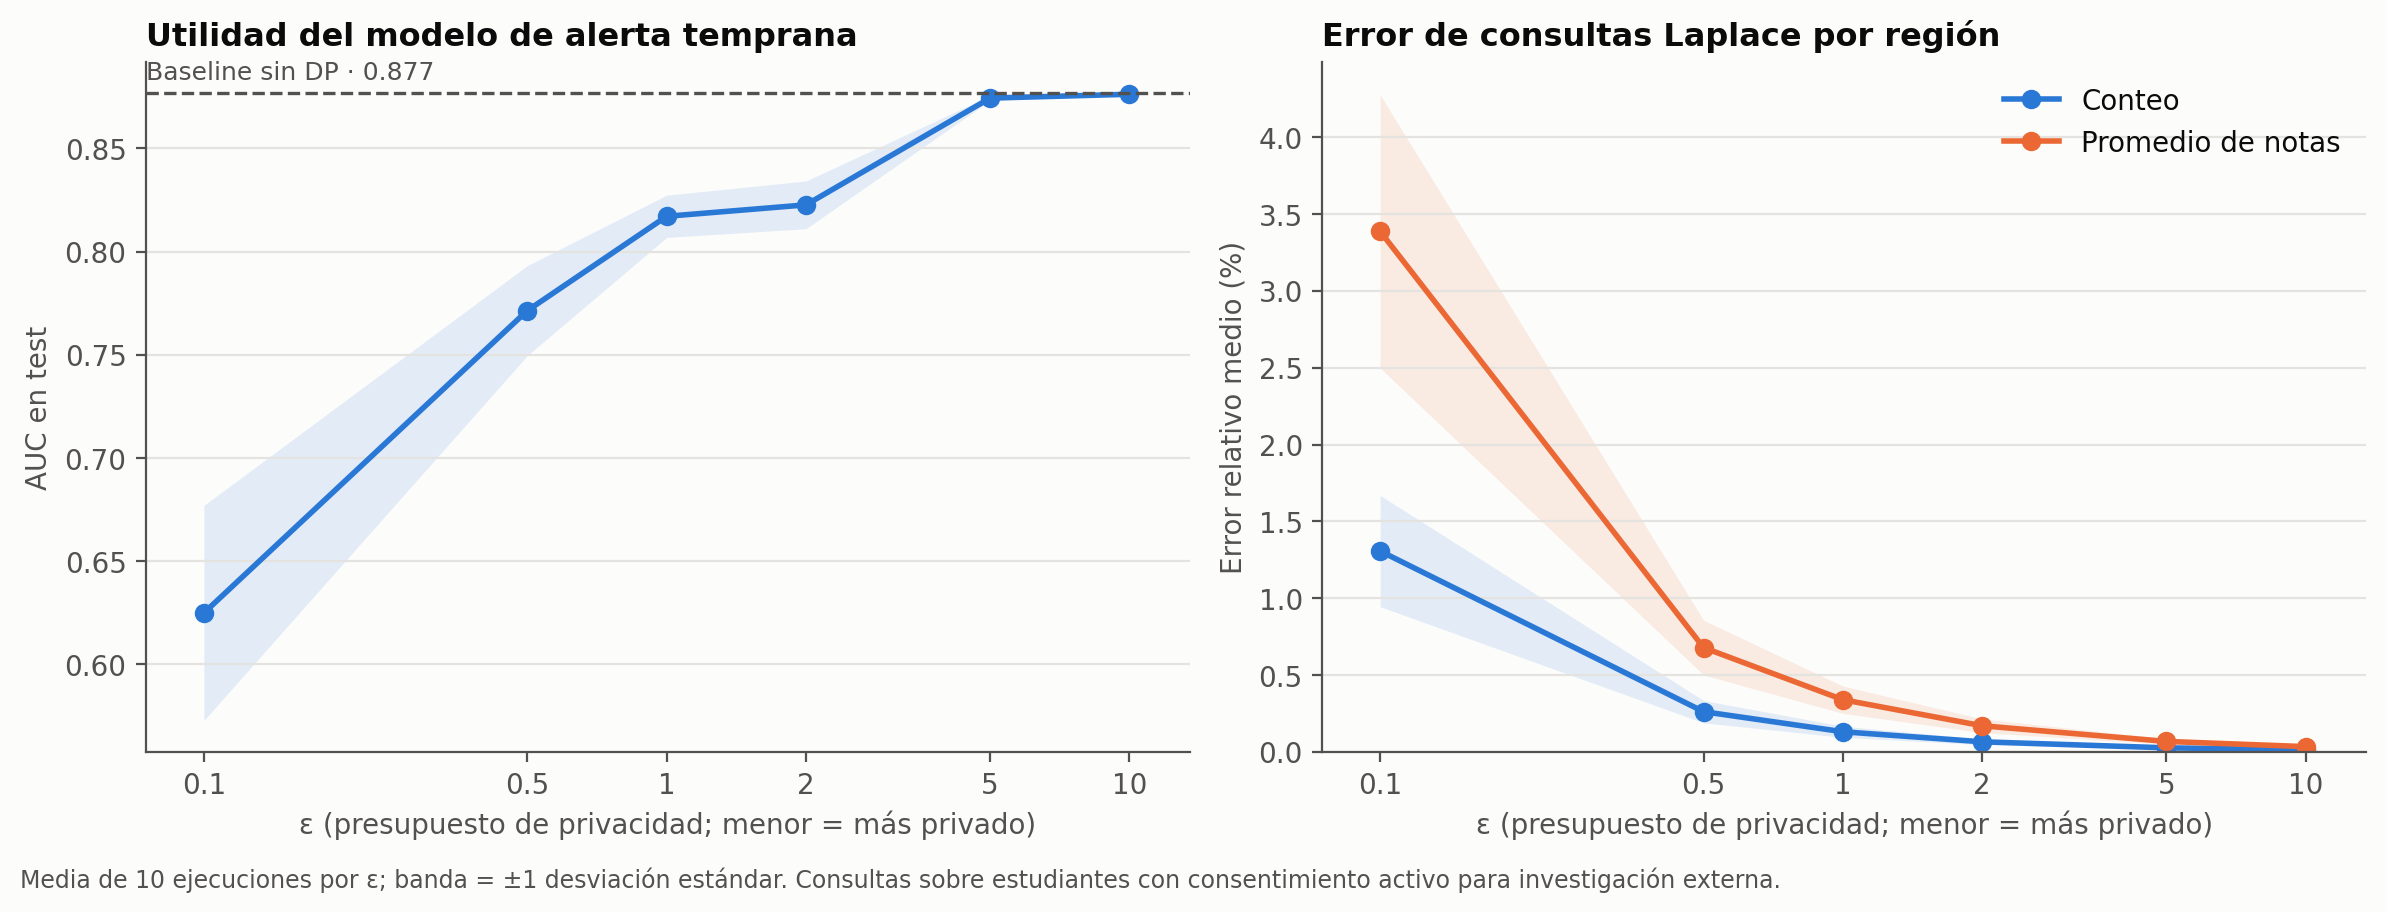 Utilidad del modelo de alerta temprana
Baseline sin DP · 0.877
AUC en test
0.85
0.80
0.75
0.70
0.65
0.60
0.1 0.5 1 2 5 10
ε (presupuesto de privacidad; menor = más privado)
Error de consultas Laplace por región
Conteo
Promedio de notas
Error relativo medio (%)
4.0
3.5
3.0
2.5
2.0
1.5
1.0
0.5
0.0
0.1 0.5 1 2 5 10
ε (presupuesto de privacidad; menor = más privado)
Media de 10 ejecuciones por ε; banda = ±1 desviación estándar. Consultas sobre estudiantes con consentimiento activo para investigación externa.